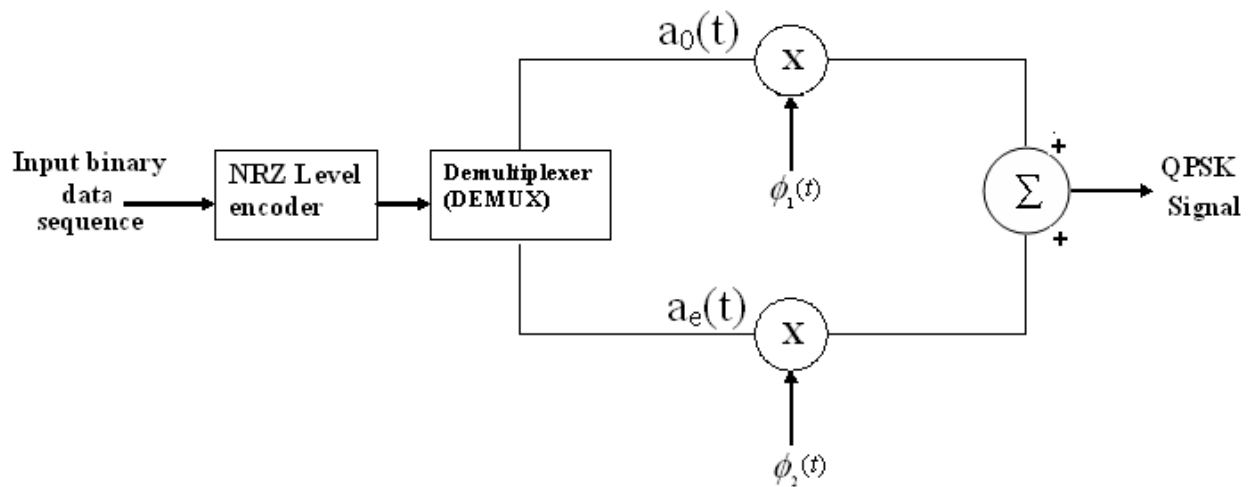 a₀(t)
X
Input binary
data
sequence
NRZ Level
encoder
Demultiplexer
(DEMUX)
ϕ₁(t)
+
Σ
+
QPSK
Signal
aₑ(t)
X
ϕ₂(t)